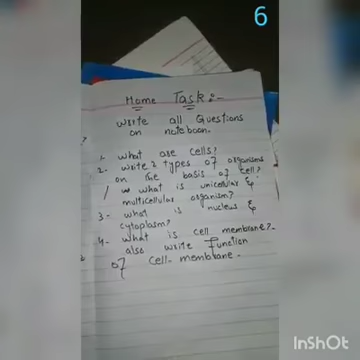 6
Home Task:-
Write all Questions
on notebook.
1- What are cells?
2- Write 2 types of organisms
on the basis of cell?
/ what is unicellular &
multicellular organism?
3- What is nucleus &
cytoplasm?
4- What is cell membrane?
also write function
of cell-membrane-
InShOt